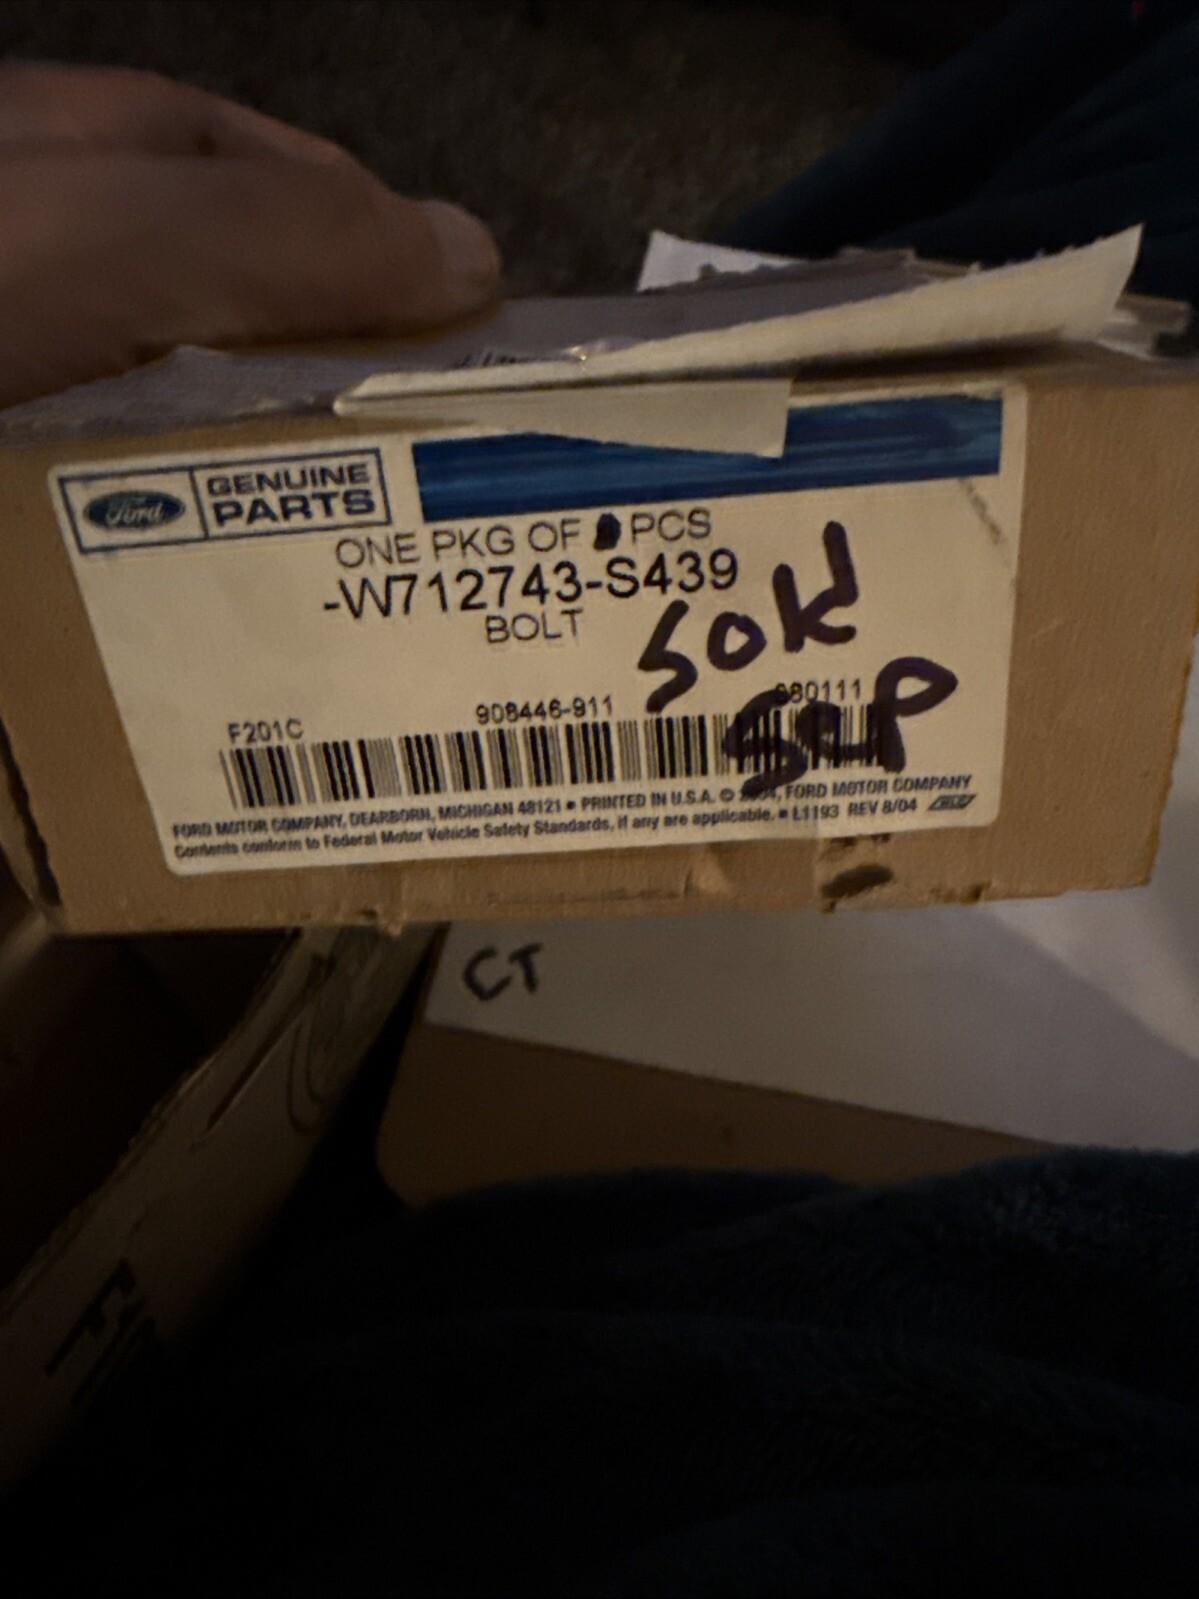 Ford
GENUINE
PARTS
ONE PKG OF PCS
-W712743-S439
BOLT
50K
908446-911
F201C
FORD MOTOR COMPANY, DEARBORN, MICHIGAN 48121 ■ PRINTED IN U.S.A. © 2004, FORD MOTOR COMPANY
Contents conform to Federal Motor Vehicle Safety Standards, if any are applicable. ■ L1193 REV 8/04
CT